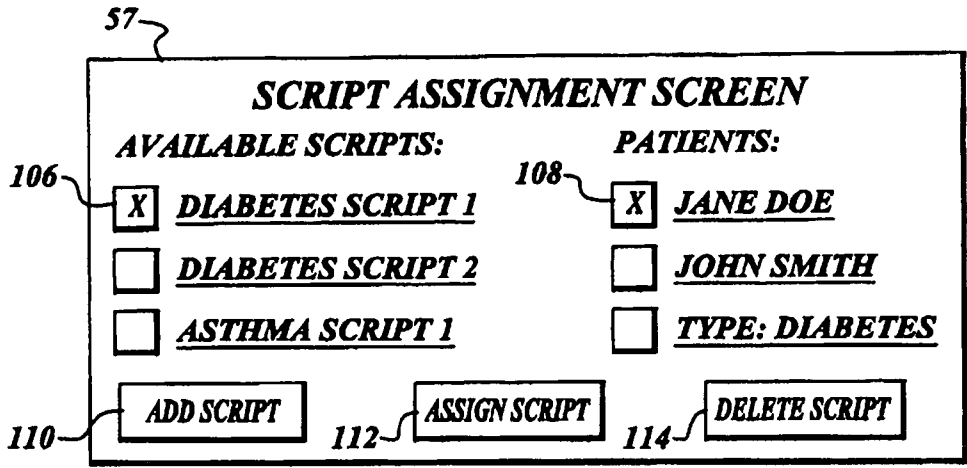 57
SCRIPT ASSIGNMENT SCREEN
AVAILABLE SCRIPTS: PATIENTS:
106 X DIABETES SCRIPT 1 108 X JANE DOE
DIABETES SCRIPT 2 JOHN SMITH
ASTHMA SCRIPT 1 TYPE: DIABETES
ADD SCRIPT ASSIGN SCRIPT DELETE SCRIPT
110 112 114